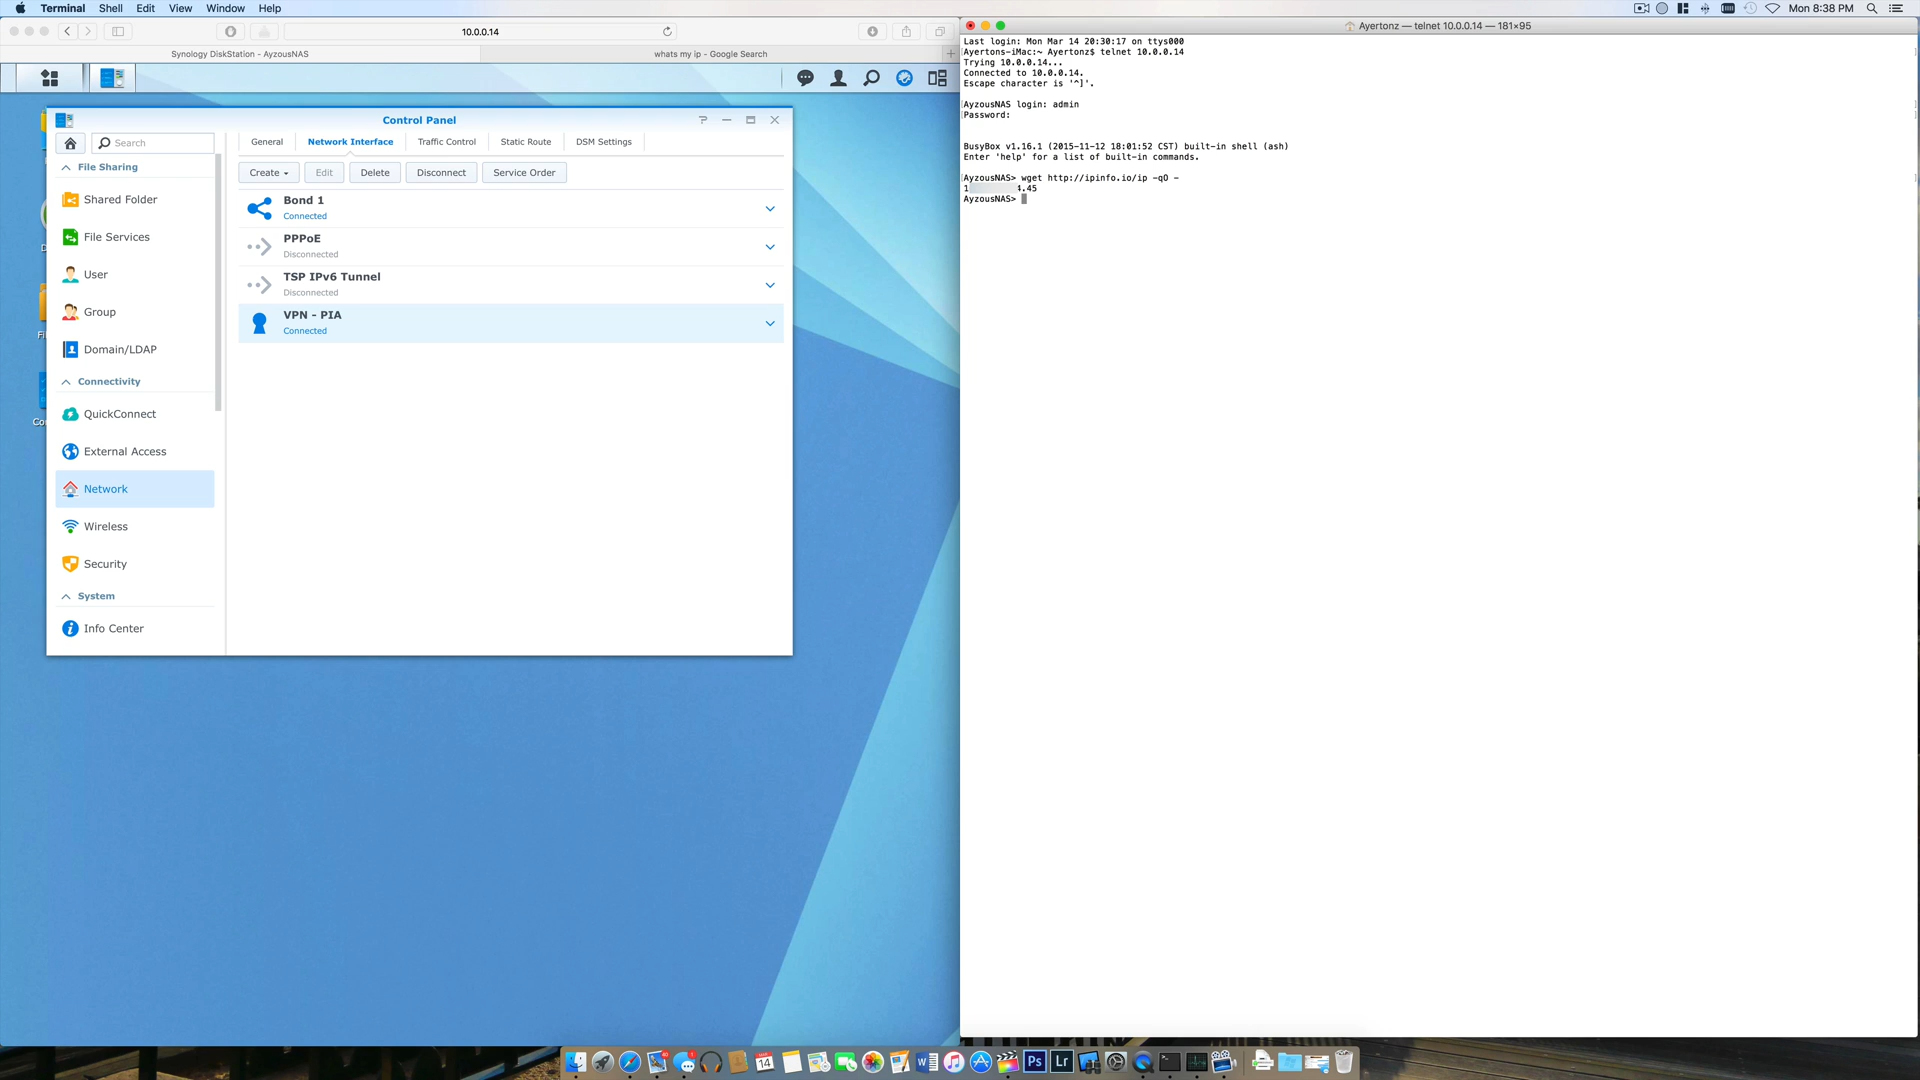 Terminal Shell Edit View Window Help
Mon 8:38 PM
10.0.0.14
Synology DiskStation - AyzousNAS
whats my ip - Google Search
Control Panel
Search
File Sharing
Shared Folder
File Services
User
Group
Domain/LDAP
Connectivity
QuickConnect
External Access
Network
Wireless
Security
System
Info Center
General Network Interface Traffic Control Static Route DSM Settings
Create Edit Delete Disconnect Service Order
Bond 1
Connected
PPPoE
Disconnected
TSP IPv6 Tunnel
Disconnected
VPN - PIA
Connected
Ayertonz — telnet 10.0.0.14 — 181×95
Last login: Mon Mar 14 20:30:17 on ttys000
Ayertons-iMac:~ Ayertonz$ telnet 10.0.0.14
Trying 10.0.0.14...
Connected to 10.0.0.14.
Escape character is '^]'.
AyzousNAS login: admin
Password:
BusyBox v1.16.1 (2015-11-12 18:01:52 CST) built-in shell (ash)
Enter 'help' for a list of built-in commands.
AyzousNAS> wget http://ipinfo.io/ip -qO -
1 4.45
AyzousNAS>
14
Ps
Lr